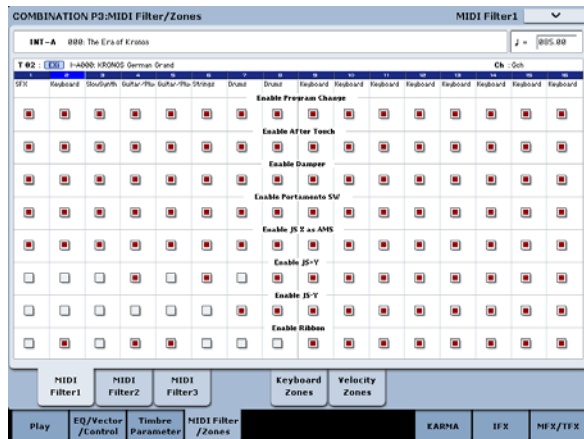 COMBINATION P3:MIDI Filter/Zones MIDI Filter1
INT-A 000: The Era of Kronos ♩ = 085.00
T 02 : I-A000: KRONOS German Grand Ch : Gch
1 2 3 4 5 6 7 8 9 10 11 12 13 14 15 16
SFX Keyboard SlowSynth Guitar/Plu Guitar/Plu Strings Drums Drums Keyboard Keyboard Keyboard Keyboard Keyboard Keyboard Keyboard Keyboard
Enable Program Change
Enable After Touch
Enable Damper
Enable Portamento SW
Enable JS X as AMS
Enable JS+Y
Enable JS-Y
Enable Ribbon
MIDI Filter1 MIDI Filter2 MIDI Filter3 Keyboard Zones Velocity Zones
Play EQ/Vector /Control Timbre Parameter MIDI Filter /Zones KARMA IFX MFX/TFX